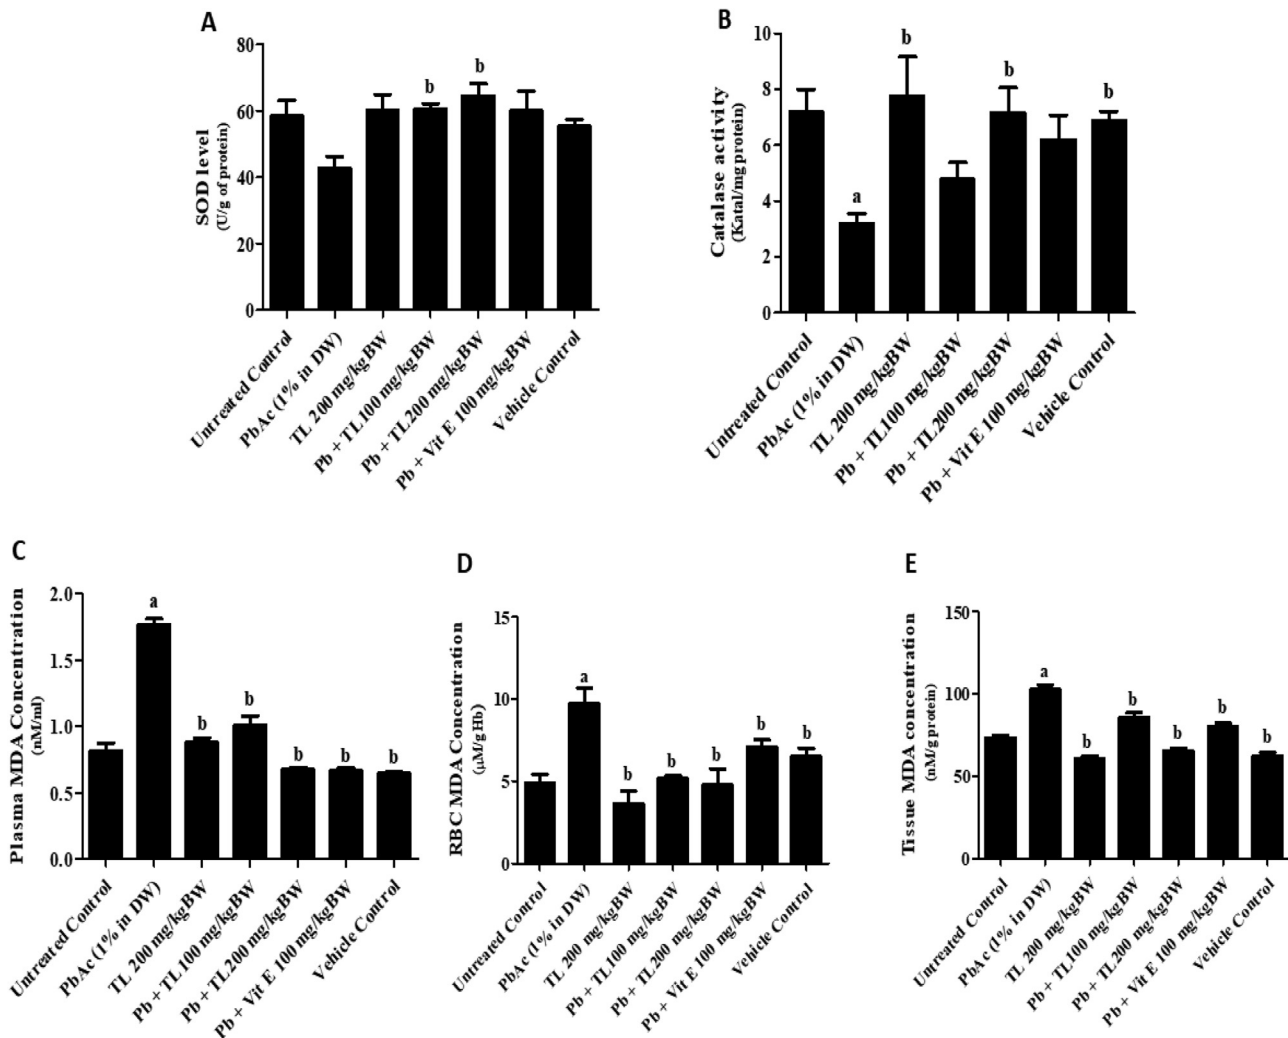 A
SOD level
(U/g of protein)
80
60
40
20
0
b
b
Untreated Control
PbAc (1% in DW)
TL 200 mg/kgBW
Pb + TL100 mg/kgBW
Pb + TL200 mg/kgBW
Pb + Vit E 100 mg/kgBW
Vehicle Control
B
Catalase activity
(Katal/mg protein)
10
8
6
4
2
0
a
b
b
b
Untreated Control
PbAc (1% in DW)
TL 200 mg/kgBW
Pb + TL100 mg/kgBW
Pb + TL200 mg/kgBW
Pb + Vit E 100 mg/kgBW
Vehicle Control
C
Plasma MDA Concentration
(nM/ml)
2.0
1.5
1.0
0.5
0.0
a
b
b
b
b
b
Untreated Control
PbAc (1% in DW)
TL 200 mg/kgBW
Pb + TL100 mg/kgBW
Pb + TL200 mg/kgBW
Pb + Vit E 100 mg/kgBW
Vehicle Control
D
RBC MDA Concentration
(µM/gHb)
15
10
5
0
a
b
b
b
b
b
Untreated Control
PbAc (1% in DW)
TL 200 mg/kgBW
Pb + TL100 mg/kgBW
Pb + TL200 mg/kgBW
Pb + Vit E 100 mg/kgBW
Vehicle Control
E
Tissue MDA concentration
(nM/g protein)
150
100
50
0
a
b
b
b
b
b
Untreated Control
PbAc (1% in DW)
TL 200 mg/kgBW
Pb + TL100 mg/kgBW
Pb + TL200 mg/kgBW
Pb + Vit E 100 mg/kgBW
Vehicle Control